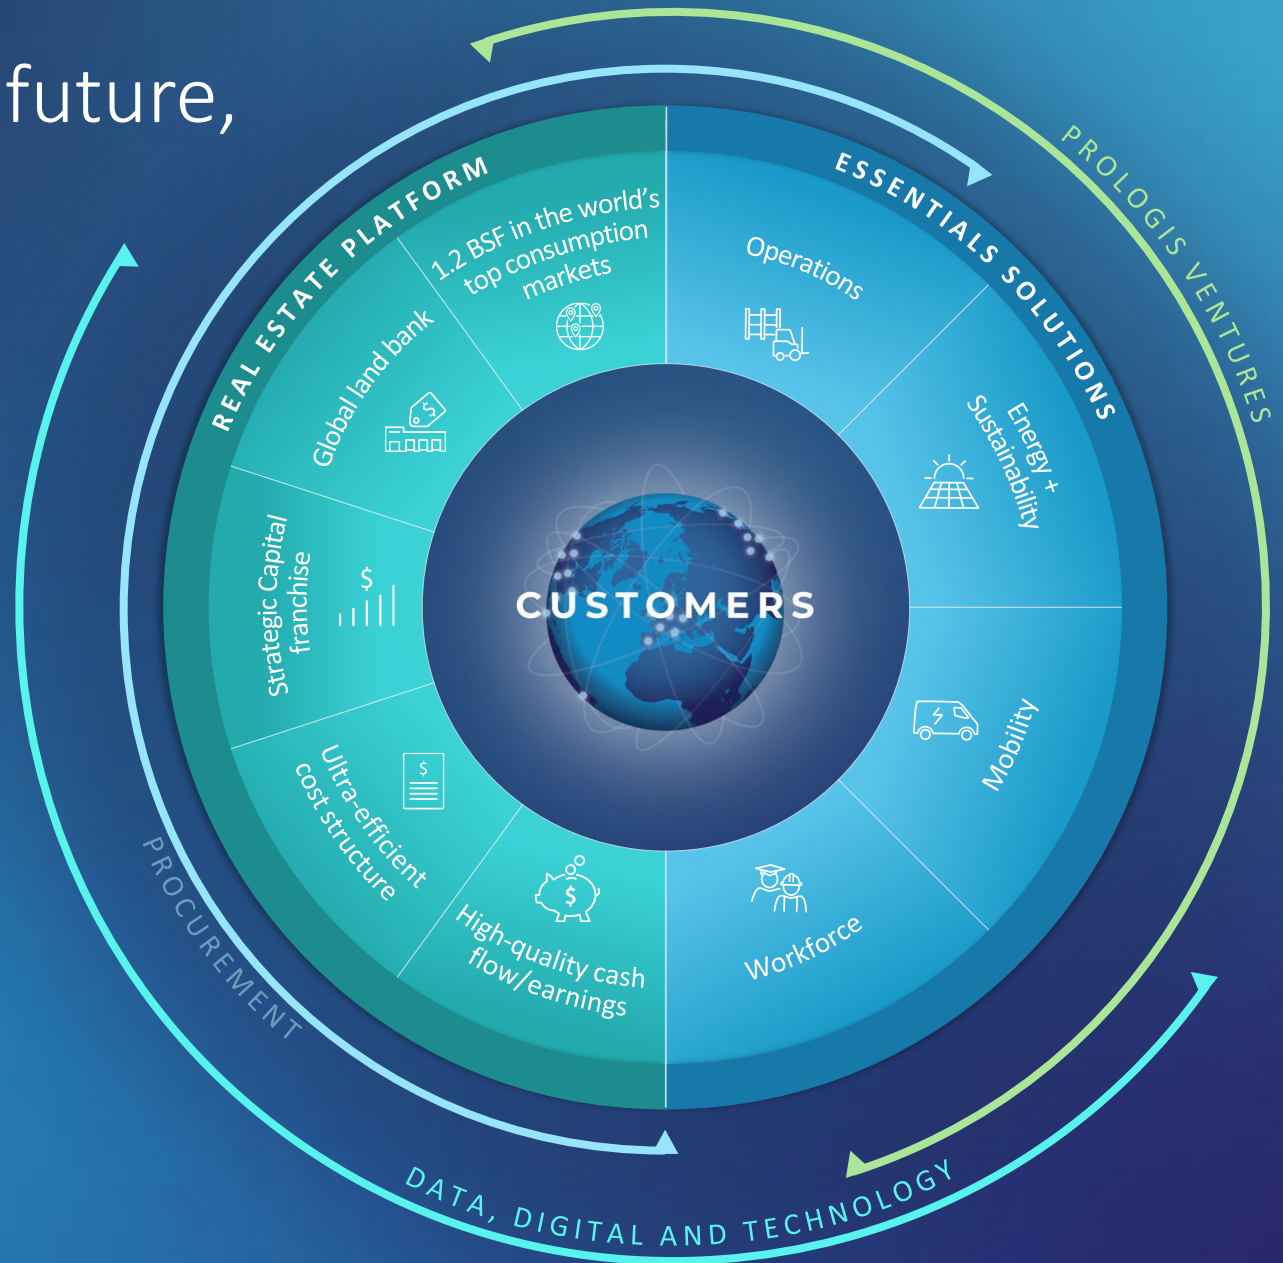 future,
REAL ESTATE PLATFORM
1.2 BSF in the world's
top consumption
markets
Global land bank
$
Strategic Capital
franchise
$
Ultra-efficient
cost structure
$
High-quality cash
flow/earnings
$
ESSENTIALS SOLUTIONS
Operations
Energy +
Sustainability
Mobility
Workforce
CUSTOMERS
PROLOGIS VENTURES
PROCUREMENT
DATA, DIGITAL AND TECHNOLOGY